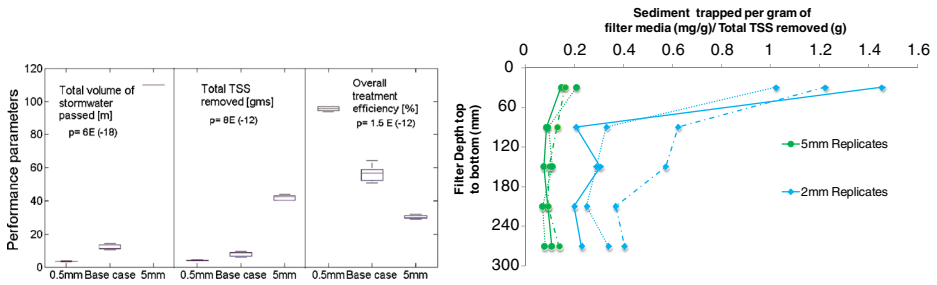 Performance parameters
120
100
80
60
40
20
0
Total volume of
stormwater
passed [m]
p= 6E (-18)
Total TSS
removed [gms]
p= 8E (-12)
Overall
treatment
efficiency [%]
p= 1.5 E (-12)
0.5mm Base case 5mm
0.5mm Base case 5mm
0.5mm Base case 5mm
Sediment trapped per gram of
filter media (mg/g)/ Total TSS removed (g)
0 0.2 0.4 0.6 0.8 1 1.2 1.4 1.6
Filter Depth top
to bottom (mm)
0
60
120
180
240
300
5mm Replicates
2mm Replicates